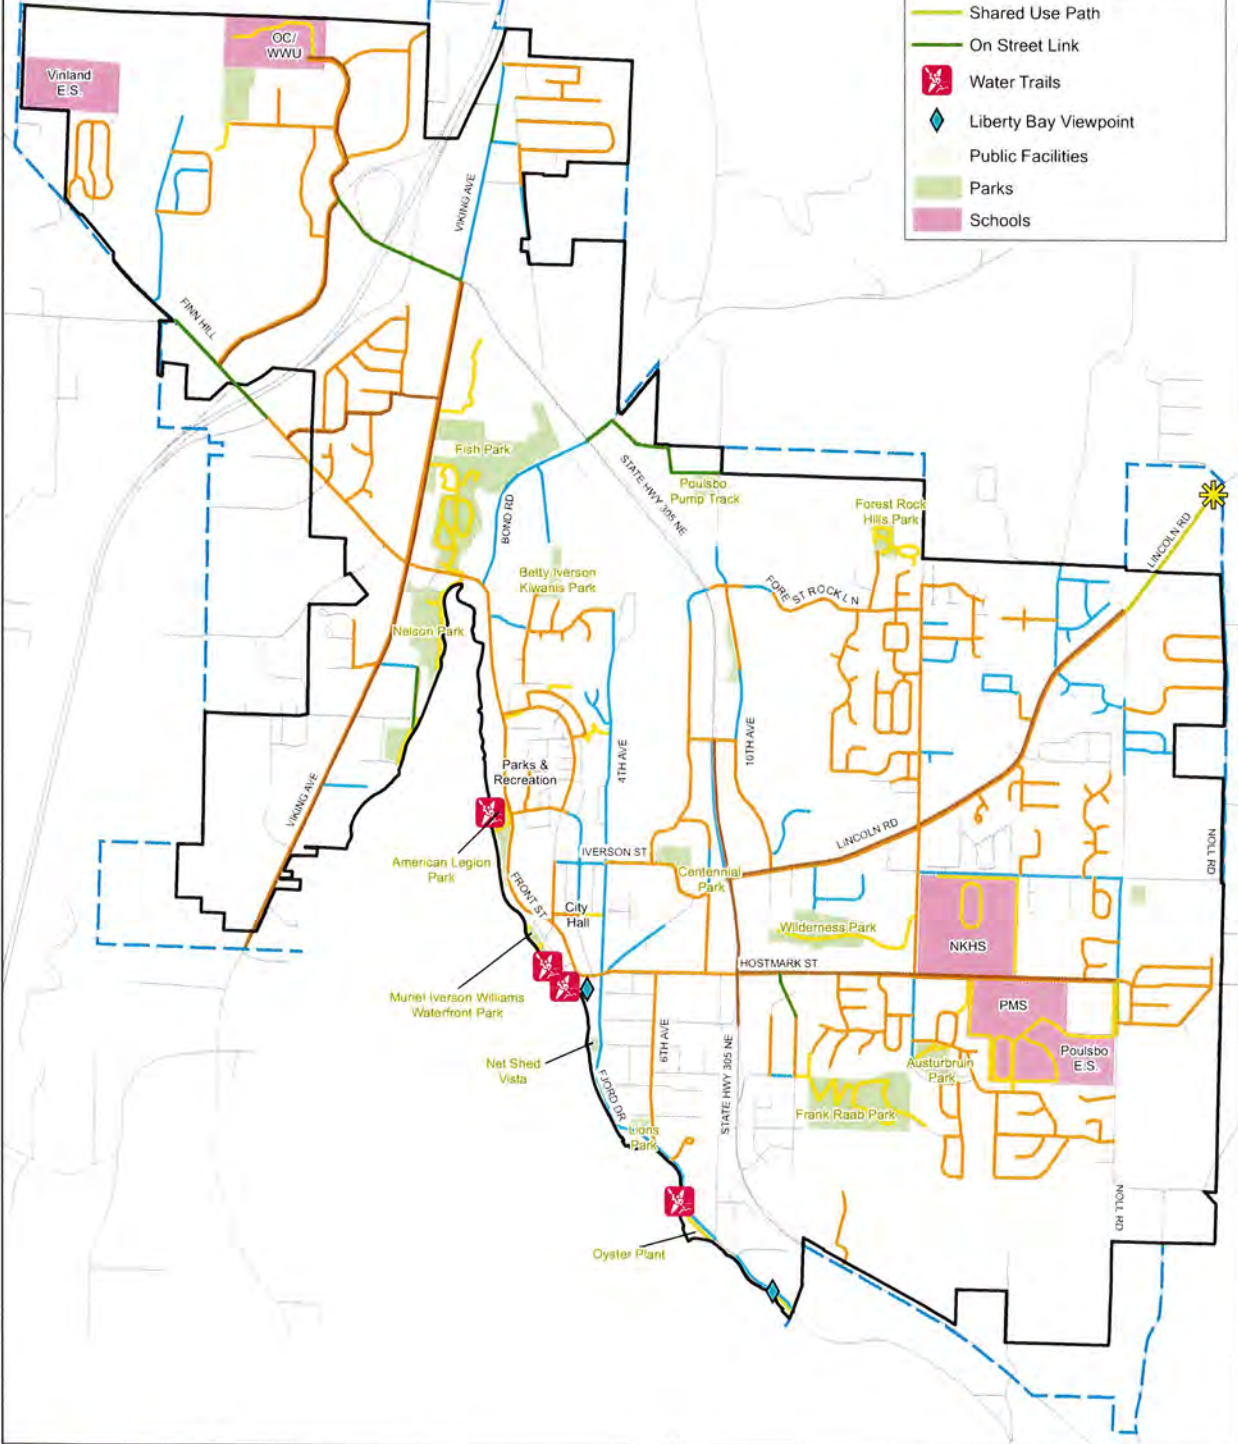 Shared Use Path
On Street Link
Water Trails
Liberty Bay Viewpoint
Public Facilities
Parks
Schools
OC/
WWU
Vinland
E.S.
VIKING AVE
FINN HILL
Fish Park
STATE HWY 305 NE
Poulsbo
Pump Track
BOND RD
Forest Rock
Hills Park
LINCOLN RD
Betty Iverson
Kiwanis Park
FOREST ROCK LN
Nelson Park
4TH AVE
10TH AVE
Parks &
Recreation
VIKING AVE
LINCOLN RD
NOLL RD
American Legion
Park
IVERSON ST
Centennial
Park
FRONT ST
City
Hall
Wilderness Park
NKHS
HOSTMARK ST
Muriel Iverson Williams
Waterfront Park
PMS
6TH AVE
Net Shed
Vista
Poulsbo
E.S.
Austurbruin
Park
STATE HWY 305 NE
FJORD DR
Frank Raab Park
Lions
Park
NOLL RD
Oyster Plant